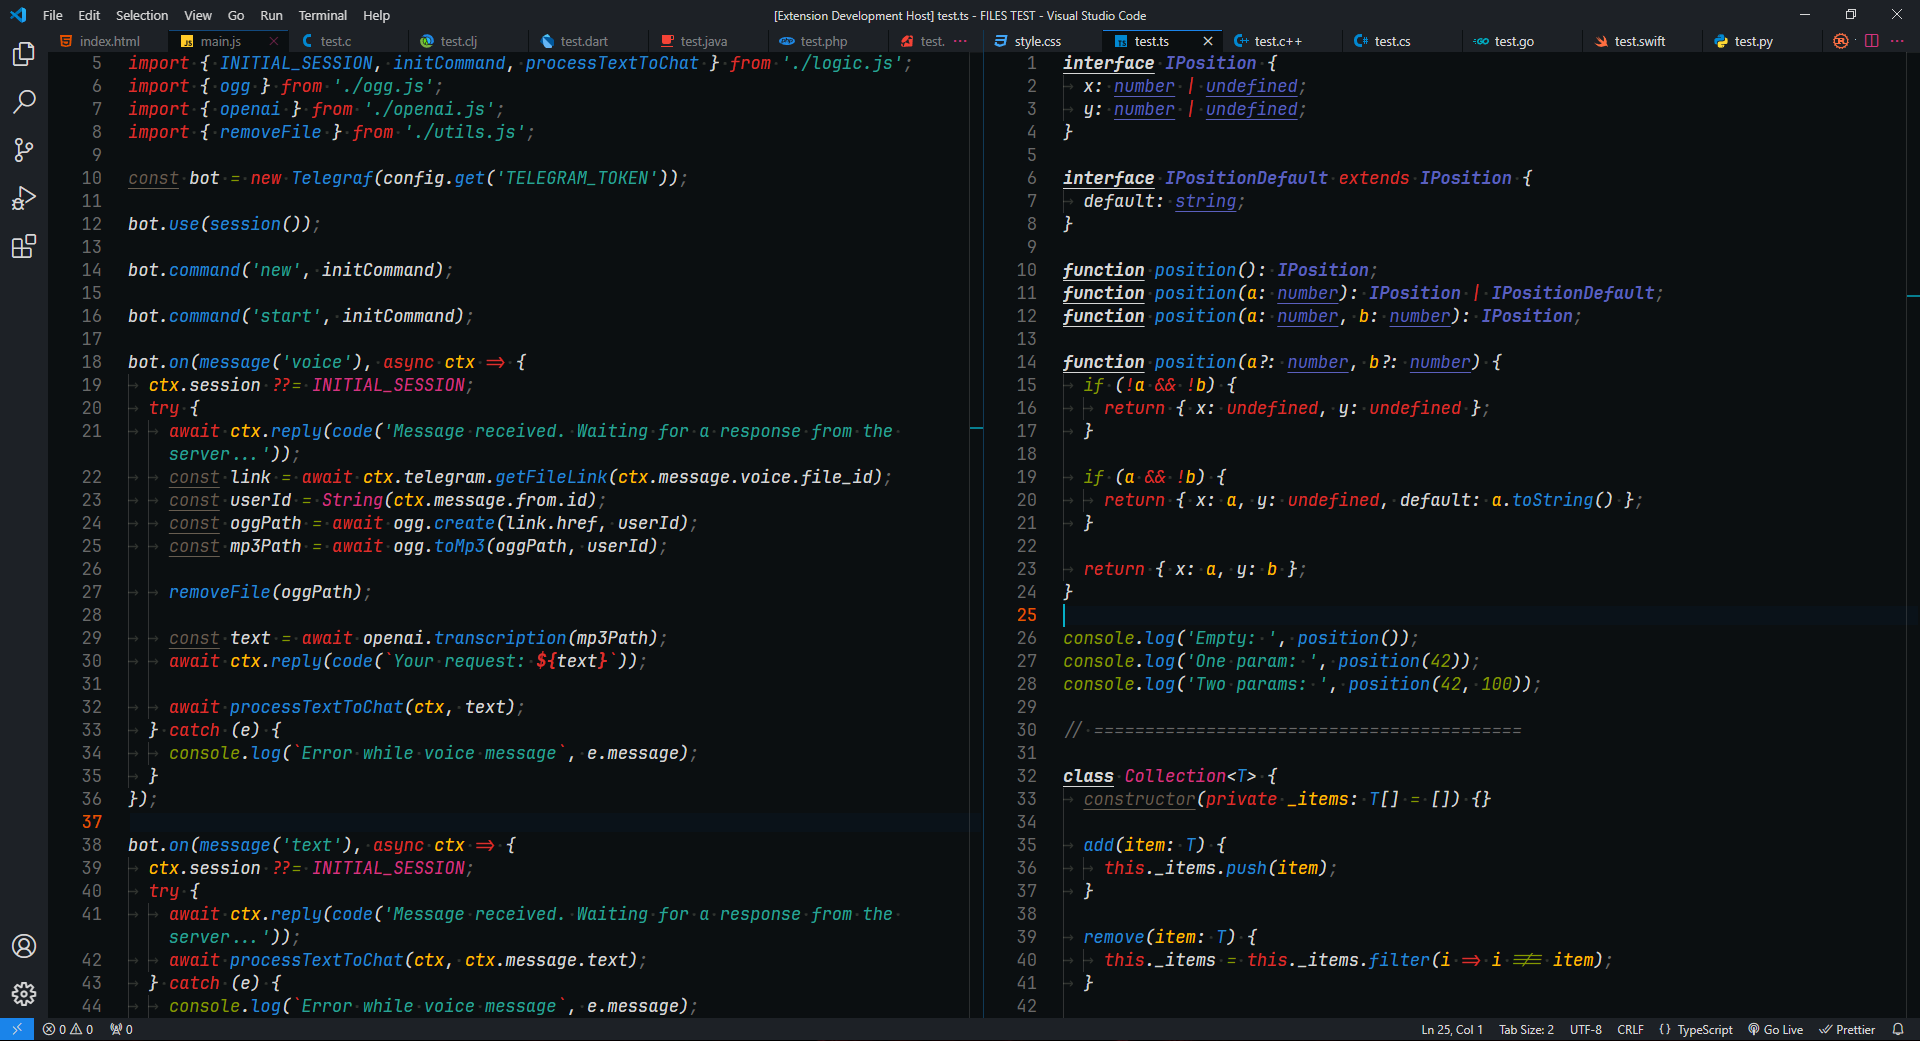 File Edit Selection View Go Run Terminal Help
[Extension Development Host] test.ts - FILES TEST - Visual Studio Code
index.html main.js test.c test.clj test.dart test.java test.php test. ···
style.css test.ts test.c++ test.cs test.go test.swift test.py
5 import { INITIAL_SESSION, initCommand, processTextToChat } from './logic.js';
6 import { ogg } from './ogg.js';
7 import { openai } from './openai.js';
8 import { removeFile } from './utils.js';
9
10 const bot = new Telegraf(config.get('TELEGRAM_TOKEN'));
11
12 bot.use(session());
13
14 bot.command('new', initCommand);
15
16 bot.command('start', initCommand);
17
18 bot.on(message('voice'), async ctx => {
19 ctx.session ??= INITIAL_SESSION;
20 try {
21 await ctx.reply(code('Message received. Waiting for a response from the
server...'));
22 const link = await ctx.telegram.getFileLink(ctx.message.voice.file_id);
23 const userId = String(ctx.message.from.id);
24 const oggPath = await ogg.create(link.href, userId);
25 const mp3Path = await ogg.toMp3(oggPath, userId);
26
27 removeFile(oggPath);
28
29 const text = await openai.transcription(mp3Path);
30 await ctx.reply(code(`Your request: ${text}`));
31
32 await processTextToChat(ctx, text);
33 } catch (e) {
34 console.log(`Error while voice message`, e.message);
35 }
36 });
37
38 bot.on(message('text'), async ctx => {
39 ctx.session ??= INITIAL_SESSION;
40 try {
41 await ctx.reply(code('Message received. Waiting for a response from the
server...'));
42 await processTextToChat(ctx, ctx.message.text);
43 } catch (e) {
44 console.log(`Error while voice message`, e.message);
1 interface IPosition {
2 x: number | undefined;
3 y: number | undefined;
4 }
5
6 interface IPositionDefault extends IPosition {
7 default: string;
8 }
9
10 function position(): IPosition;
11 function position(a: number): IPosition | IPositionDefault;
12 function position(a: number, b: number): IPosition;
13
14 function position(a?: number, b?: number) {
15 if (!a && !b) {
16 return { x: undefined, y: undefined };
17 }
18
19 if (a && !b) {
20 return { x: a, y: undefined, default: a.toString() };
21 }
22
23 return { x: a, y: b };
24 }
25
26 console.log('Empty: ', position());
27 console.log('One param: ', position(42));
28 console.log('Two params: ', position(42, 100));
29
30 // ==========================================
31
32 class Collection<T> {
33 constructor(private _items: T[] = []) {}
34
35 add(item: T) {
36 this._items.push(item);
37 }
38
39 remove(item: T) {
40 this._items = this._items.filter(i => i !== item);
41 }
42
0 0 0
Ln 25, Col 1 Tab Size: 2 UTF-8 CRLF {} TypeScript Go Live Prettier